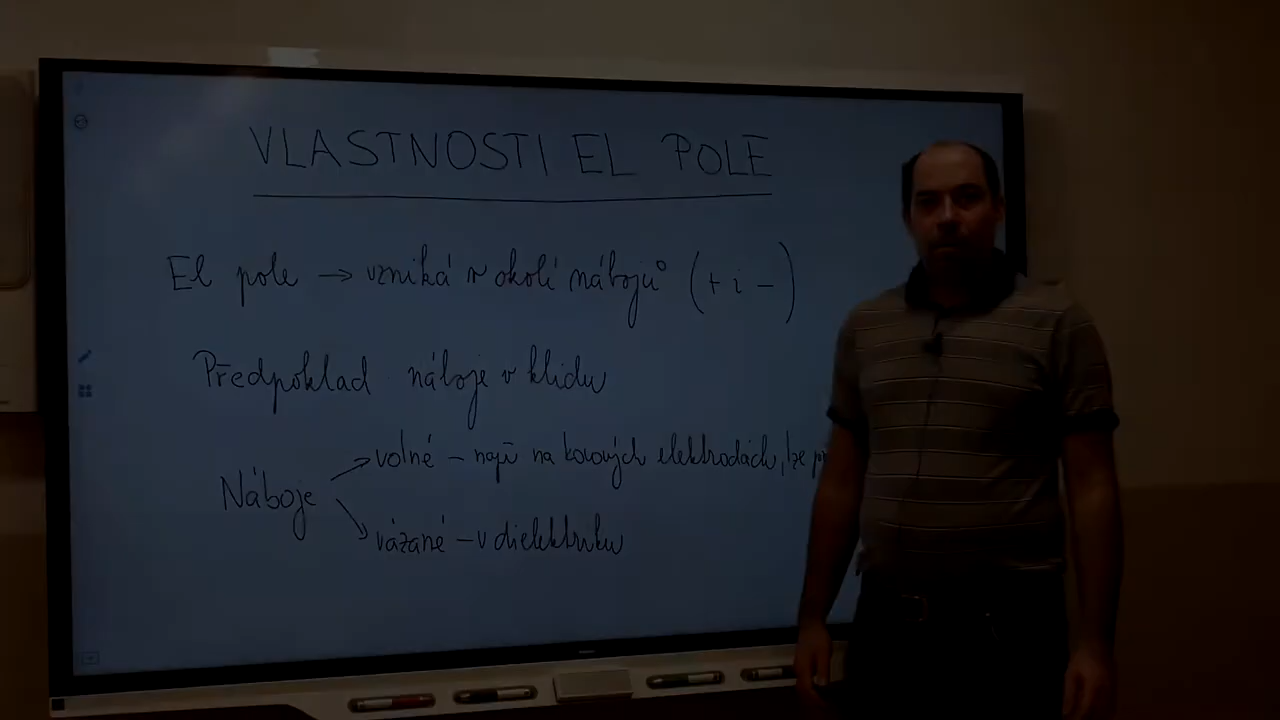 VLASTNOSTI EL POLE
El pole → vzniká v okolí nábojů (+ i -)
Předpoklad náboje v klidu
volné - např na kovových elektrodách, lze
Náboje
vázané - v dielektriku